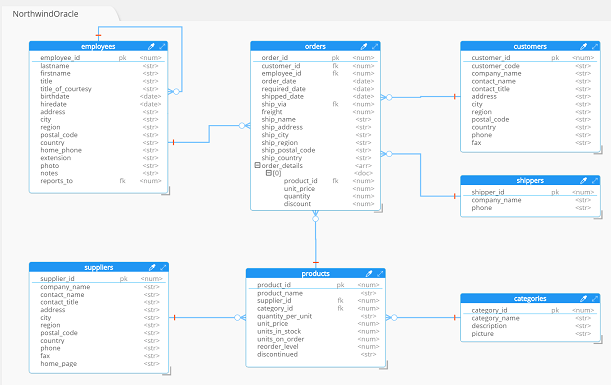 NorthwindOracle
employees
employee_id pk <num>
lastname <str>
firstname <str>
title <str>
title_of_courtesy <str>
birthdate <date>
hiredate <date>
address <str>
city <str>
region <str>
postal_code <str>
country <str>
home_phone <str>
extension <str>
photo <str>
notes <str>
reports_to fk <num>
orders
order_id pk <num>
customer_id fk <num>
employee_id fk <num>
order_date <date>
required_date <date>
shipped_date <date>
ship_via fk <num>
freight <num>
ship_name <str>
ship_address <str>
ship_city <str>
ship_region <str>
ship_postal_code <str>
ship_country <str>
order_details <arr>
[0] <doc>
product_id fk <num>
unit_price <num>
quantity <num>
discount <num>
customers
customer_id pk <num>
customer_code <str>
company_name <str>
contact_name <str>
contact_title <str>
address <str>
city <str>
region <str>
postal_code <str>
country <str>
phone <str>
fax <str>
shippers
shipper_id pk <num>
company_name <str>
phone <str>
suppliers
supplier_id pk <num>
company_name <str>
contact_name <str>
contact_title <str>
address <str>
city <str>
region <str>
postal_code <str>
country <str>
phone <str>
fax <str>
home_page <str>
products
product_id pk <num>
product_name <str>
supplier_id fk <num>
category_id fk <num>
quantity_per_unit <str>
unit_price <num>
units_in_stock <num>
units_on_order <num>
reorder_level <num>
discontinued <str>
categories
category_id pk <num>
category_name <str>
description <str>
picture <str>